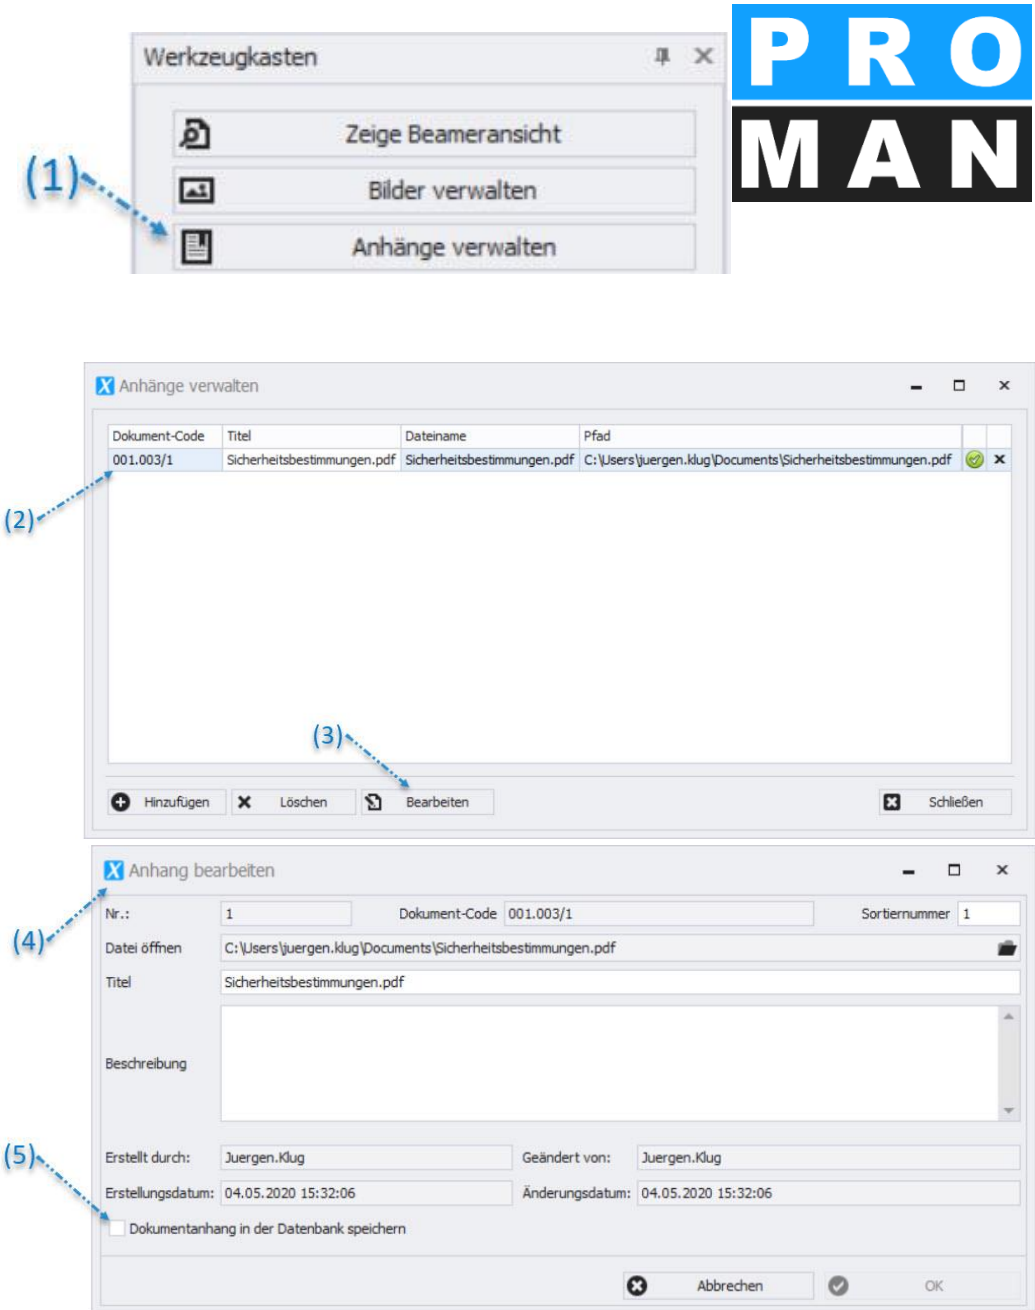 PRO
MAN
Werkzeugkasten
Zeige Beameransicht
(1)
Bilder verwalten
Anhänge verwalten
X Anhänge verwalten
Dokument-Code Titel Dateiname Pfad
001.003/1 Sicherheitsbestimmungen.pdf Sicherheitsbestimmungen.pdf C:\Users\juergen.klug\Documents\Sicherheitsbestimmungen.pdf
(2)
(3)
Hinzufügen Löschen Bearbeiten Schließen
X Anhang bearbeiten
Nr.: 1 Dokument-Code 001.003/1 Sortiernummer 1
(4)
Datei öffnen C:\Users\juergen.klug\Documents\Sicherheitsbestimmungen.pdf
Titel Sicherheitsbestimmungen.pdf
Beschreibung
(5)
Erstellt durch: Juergen.Klug Geändert von: Juergen.Klug
Erstellungsdatum: 04.05.2020 15:32:06 Änderungsdatum: 04.05.2020 15:32:06
Dokumentanhang in der Datenbank speichern
Abbrechen OK